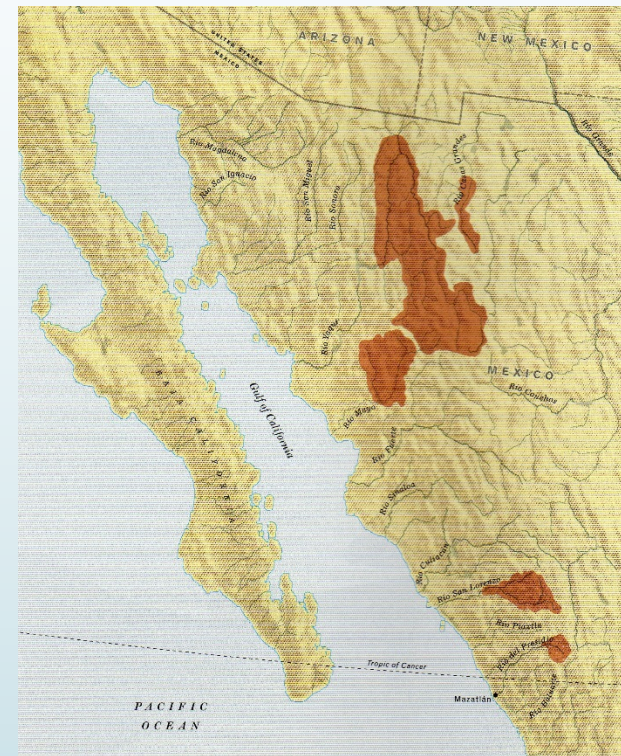 UNITED STATES
MEXICO
ARIZONA
NEW MEXICO
Rio Grande
Rio Magdalena
Rio San Ignacio
Rio San Miguel
Rio Sonora
Rio Casas Grandes
Rio Yaqui
MEXICO
Rio Conchos
Rio Mayo
Rio Fuerte
Rio Sinaloa
BAJA CALIFORNIA
Gulf of California
Rio Culiacan
Rio San Lorenzo
Rio Piaxtla
Rio del Presidio
Tropic of Cancer
Mazatlán
Rio Baluarte
PACIFIC
OCEAN